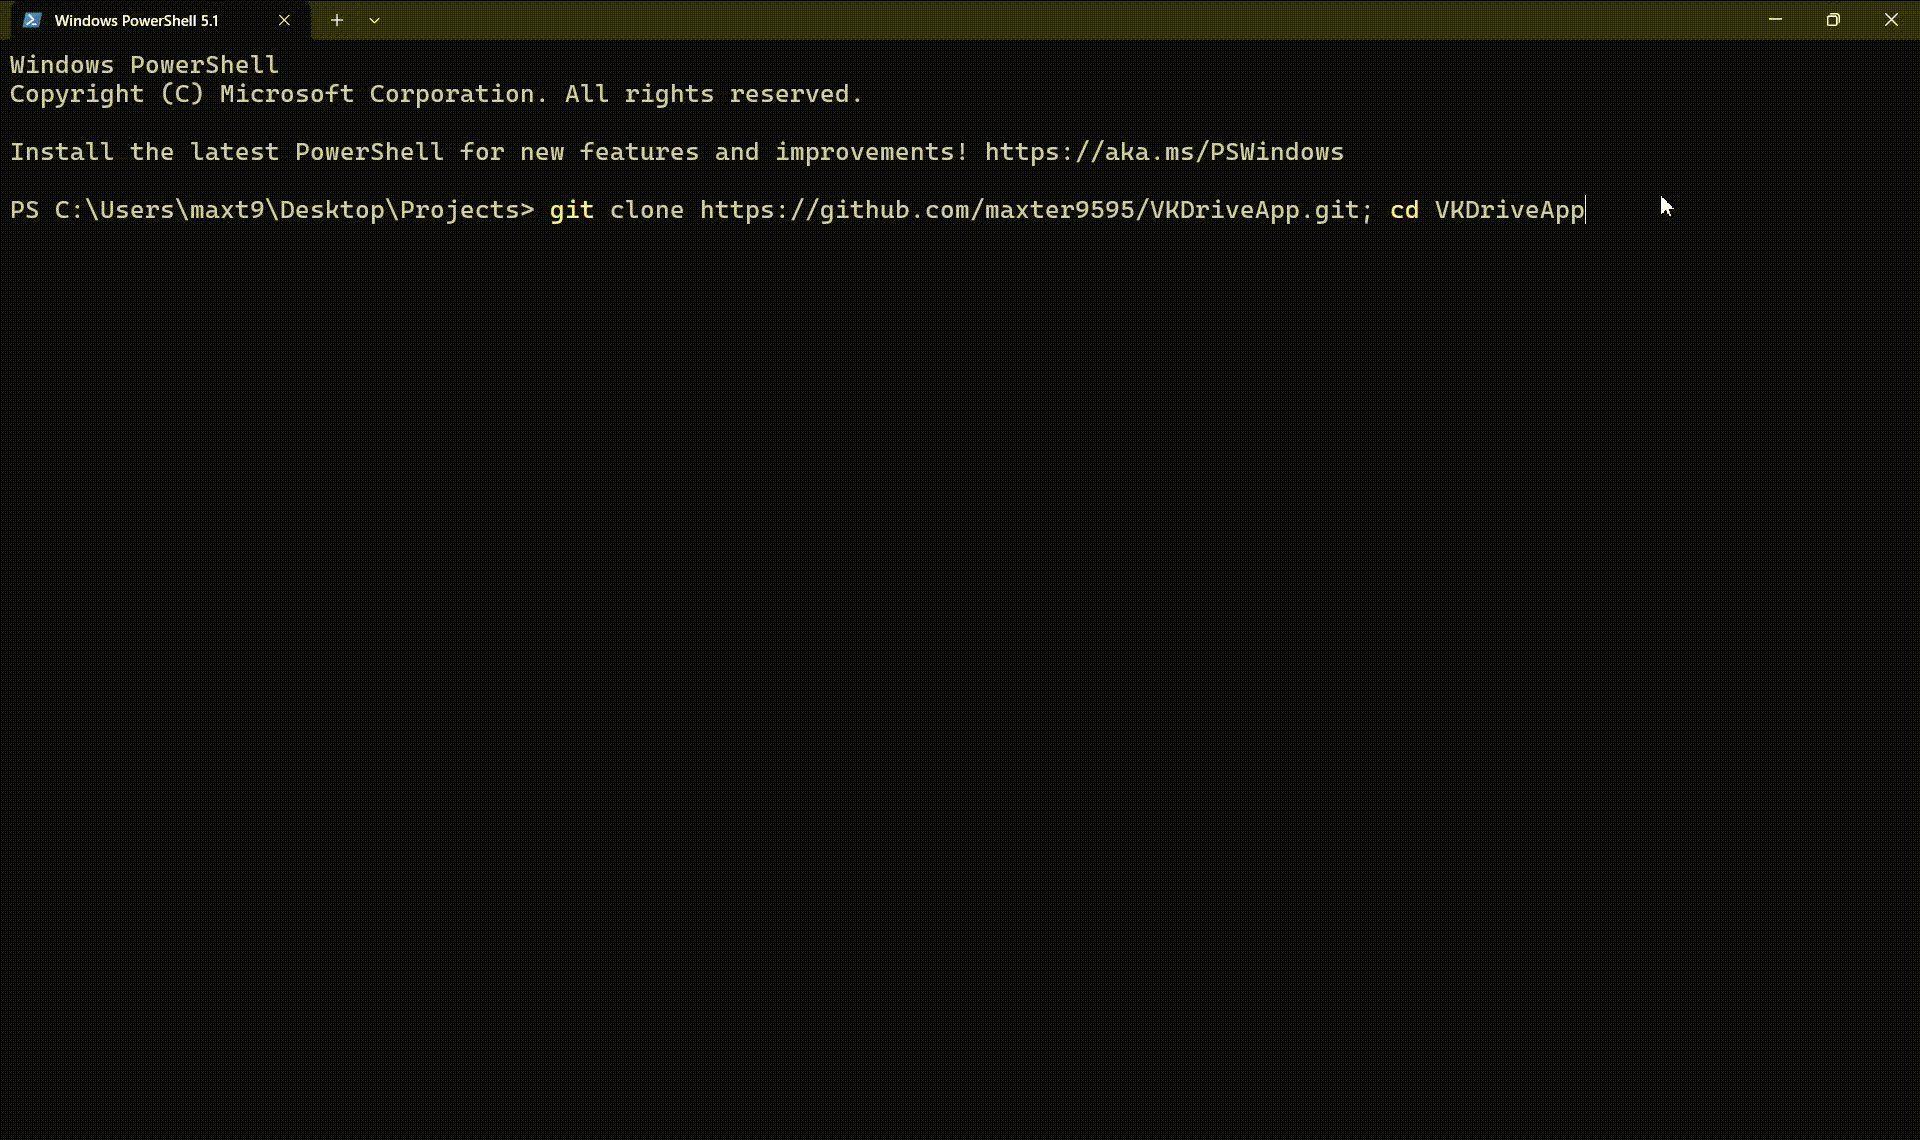 Windows PowerShell 5.1
Windows PowerShell
Copyright (C) Microsoft Corporation. All rights reserved.
Install the latest PowerShell for new features and improvements! https://aka.ms/PSWindows
PS C:\Users\maxt9\Desktop\Projects> git clone https://github.com/maxter9595/VKDriveApp.git; cd VKDriveApp